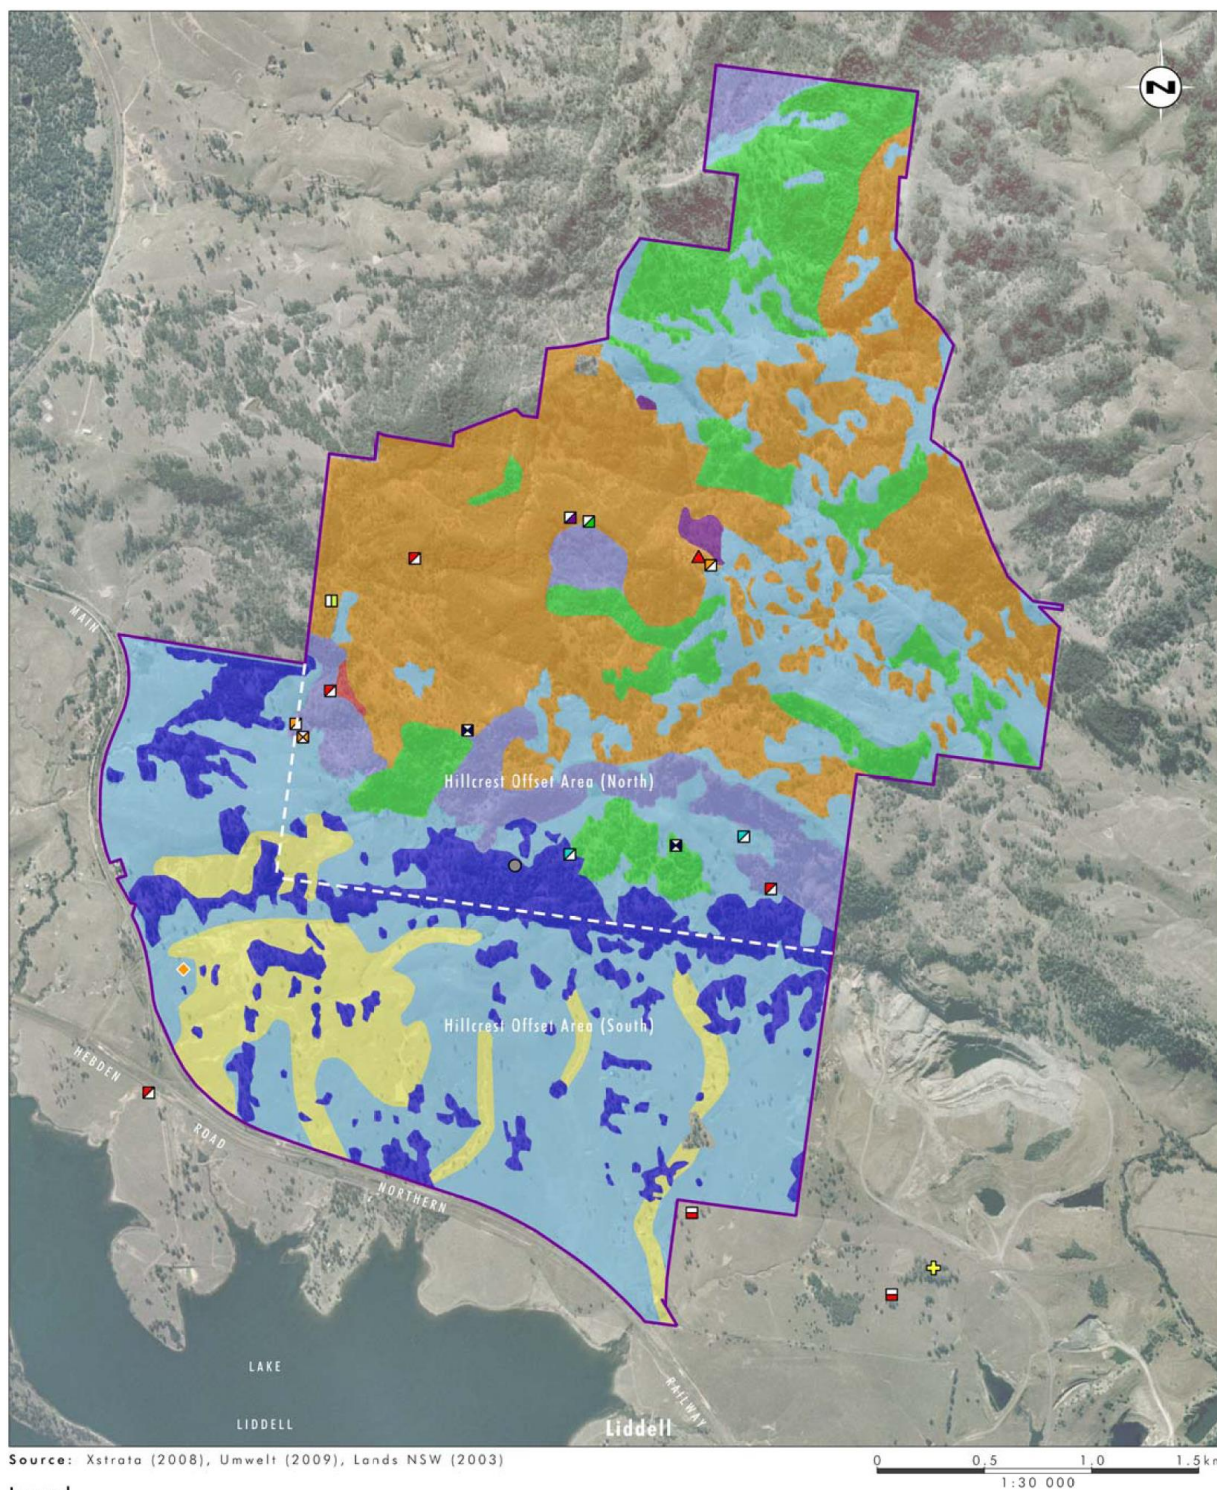 N
MAIN
Hillcrest Offset Area (North)
Hillcrest Offset Area (South)
HEBDEN
ROAD
NORTHERN
LAKE
LIDDELL
Liddell
RAILWAY
Source: Xstrata (2008), Umwelt (2009), Lands NSW (2003)
0 0.5 1.0 1.5km
1:30 000